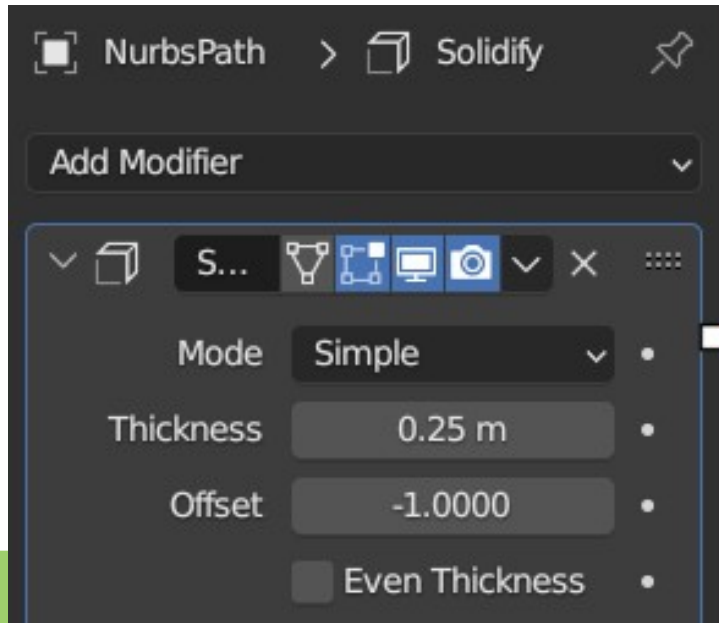 NurbsPath > Solidify
Add Modifier
S...
Mode Simple
Thickness 0.25 m
Offset -1.0000
Even Thickness